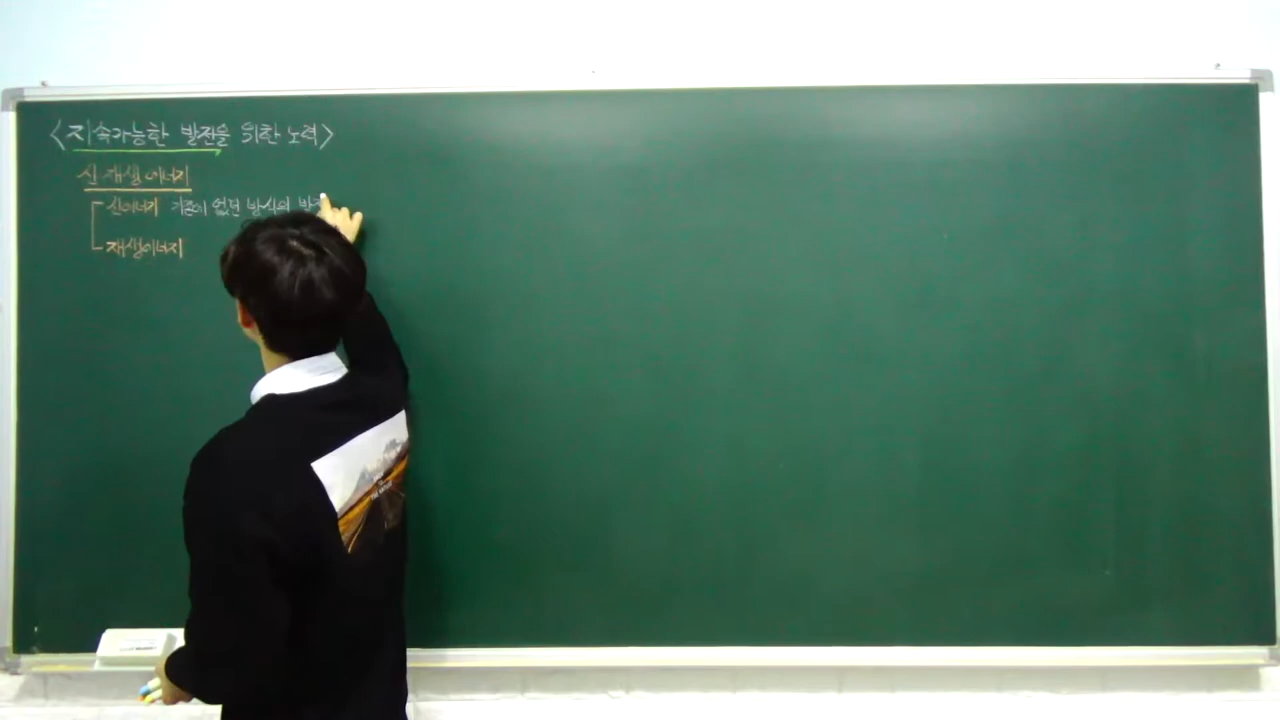 <지속가능한 발전을 위한 노력>
신·재생 에너지
신에너지 기존에 없던 방식의
재생에너지